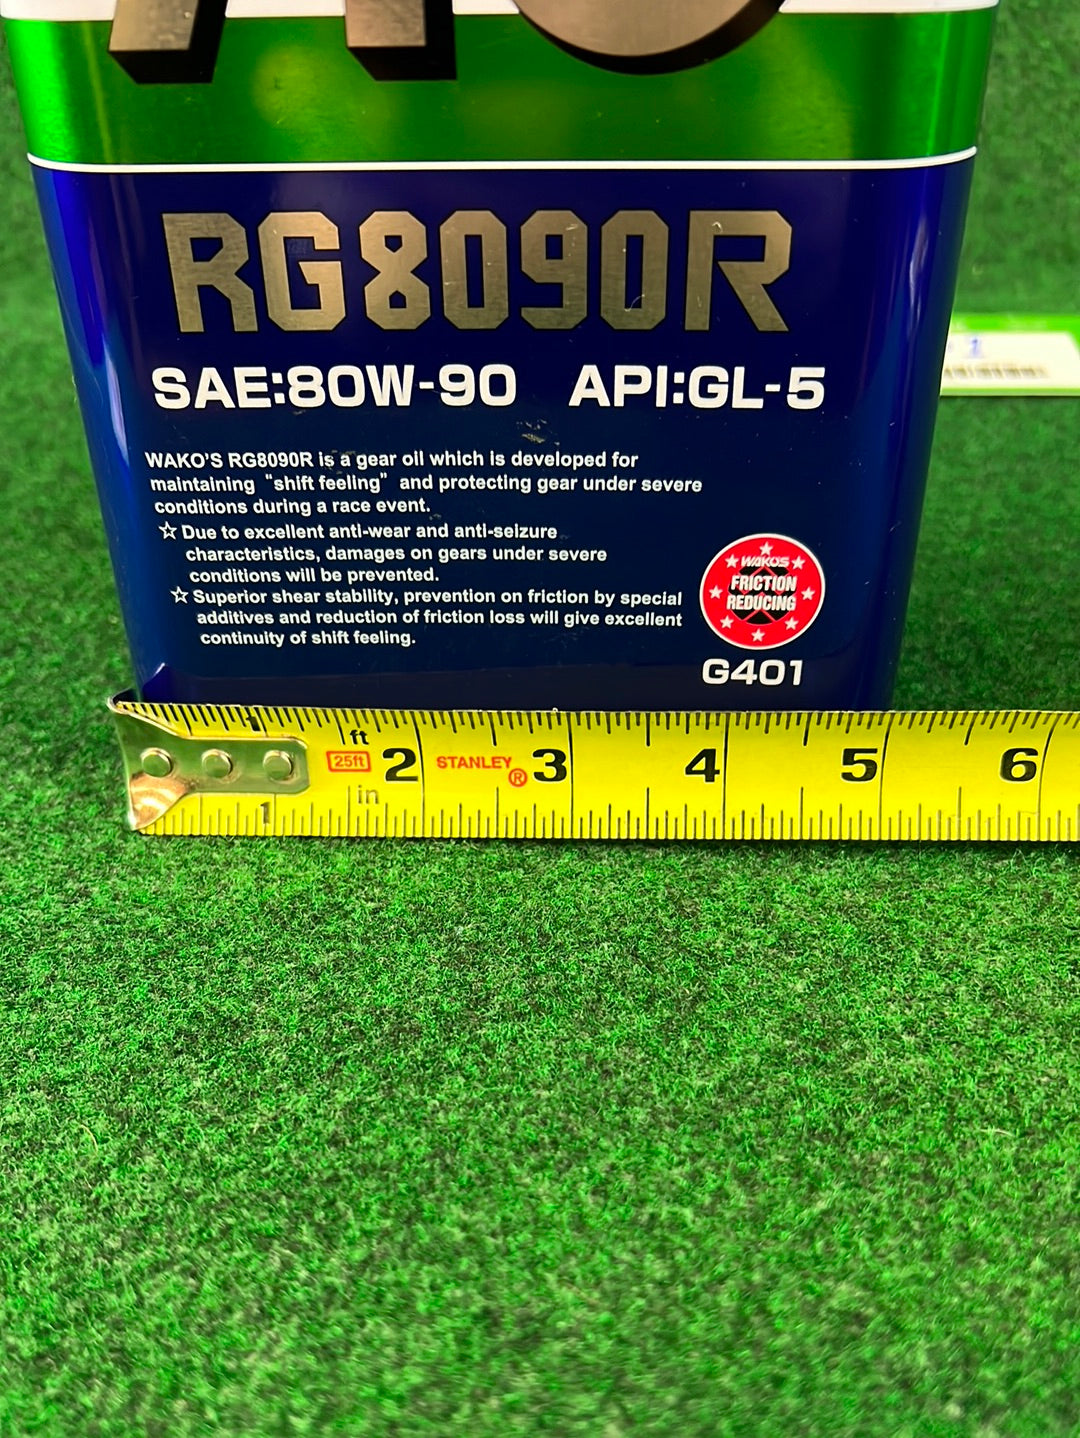 RG8090R
SAE:80W-90 API:GL-5
WAKO'S RG8090R is a gear oil which is developed for
maintaining "shift feeling" and protecting gear under severe
conditions during a race event.
☆ Due to excellent anti-wear and anti-seizure
characteristics, damages on gears under severe
conditions will be prevented.
☆ Superior shear stability, prevention on friction by special
additives and reduction of friction loss will give excellent
continuity of shift feeling.
WAKO'S
FRICTION
REDUCING
G401
1
1 ft 25ft 2 STANLEY® 3 4 5 6
1 in